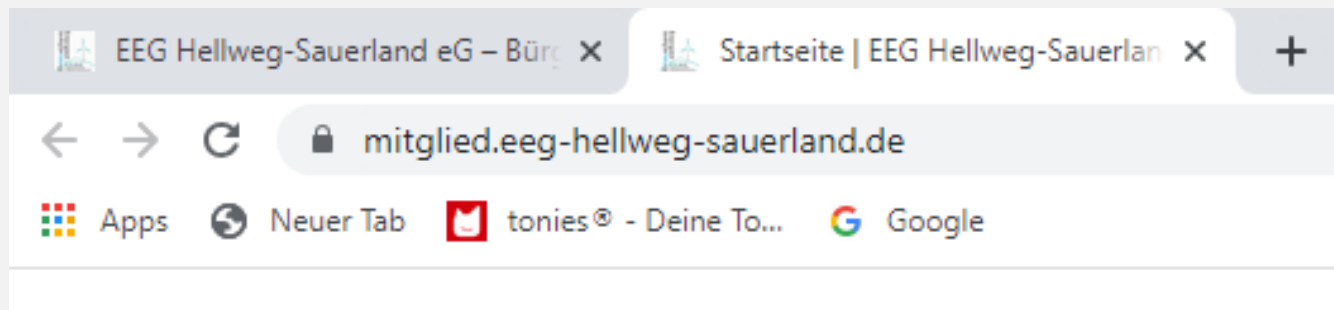 EEG Hellweg-Sauerland eG – Bürg Startseite | EEG Hellweg-Sauerlan
mitglied.eeg-hellweg-sauerland.de
Apps Neuer Tab tonies® - Deine To... Google